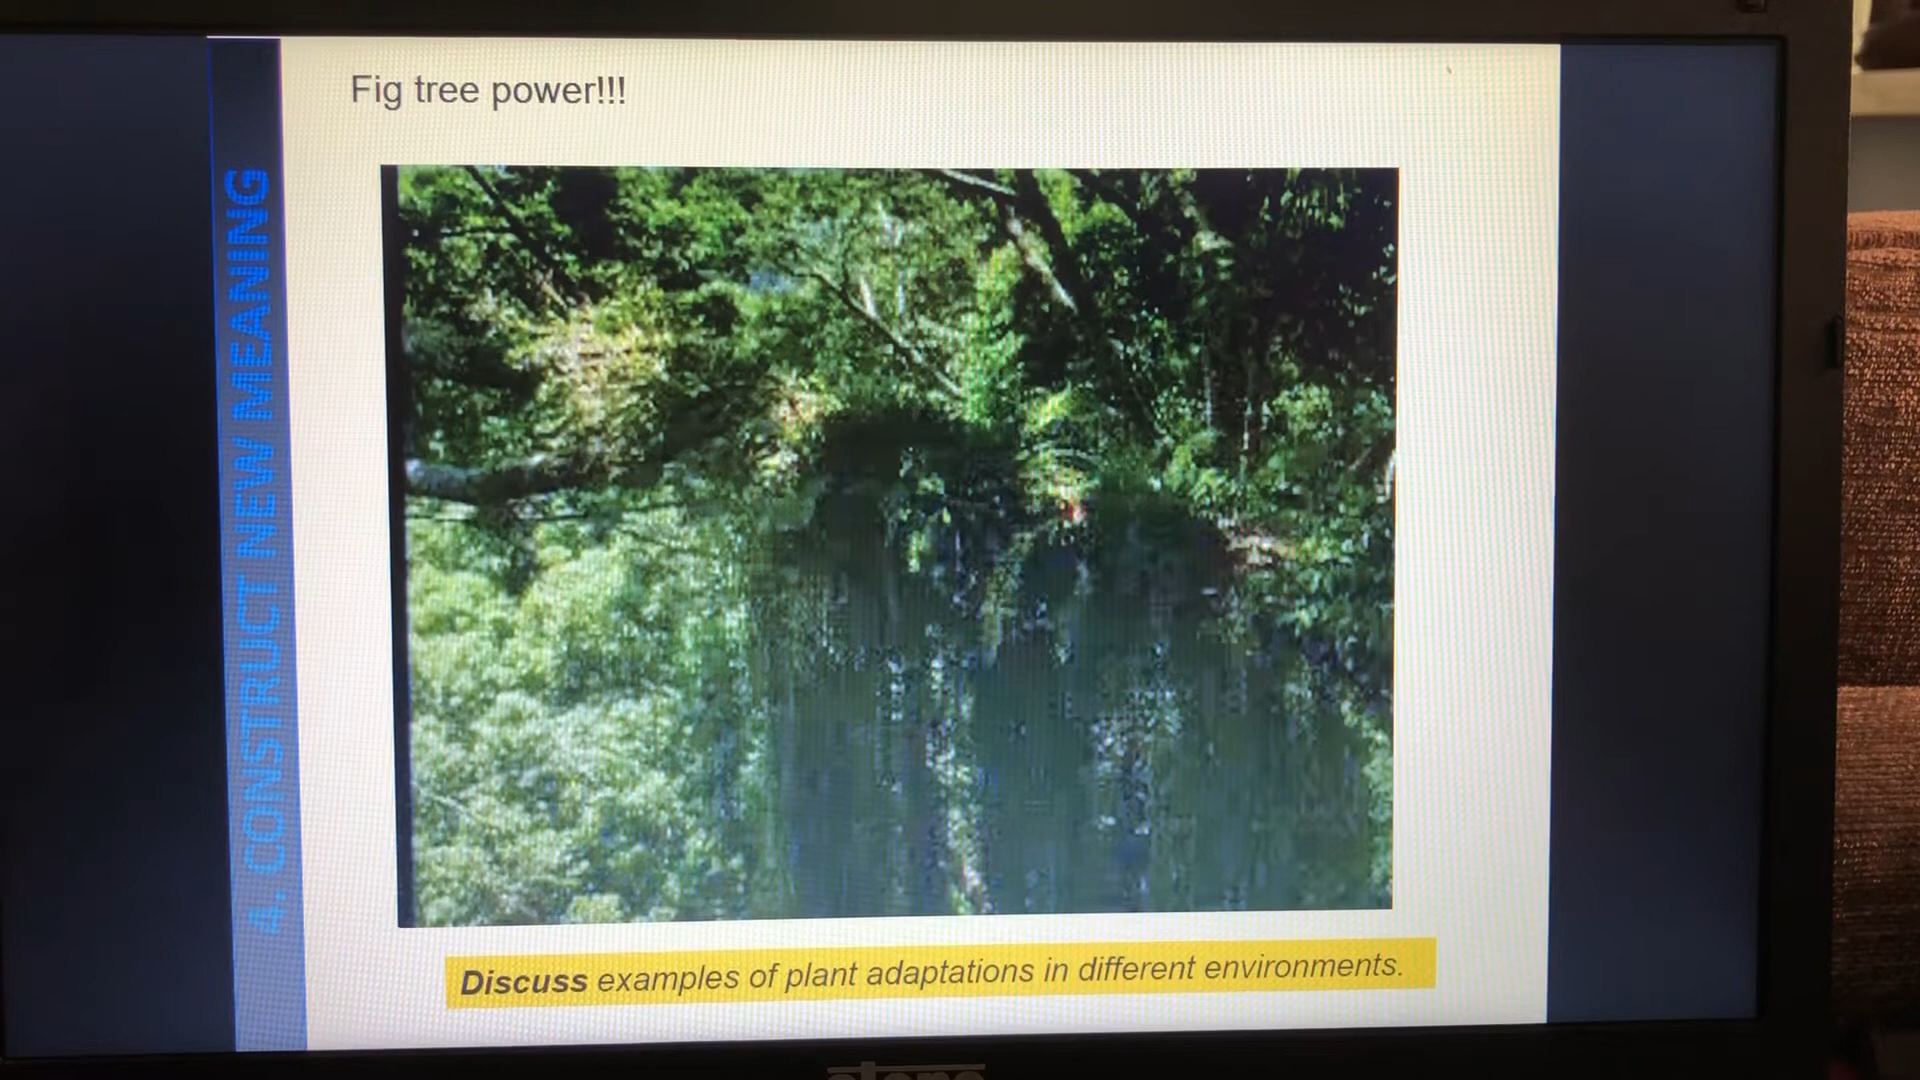 Fig tree power!!!
4. CONSTRUCT NEW MEANING
Discuss examples of plant adaptations in different environments.